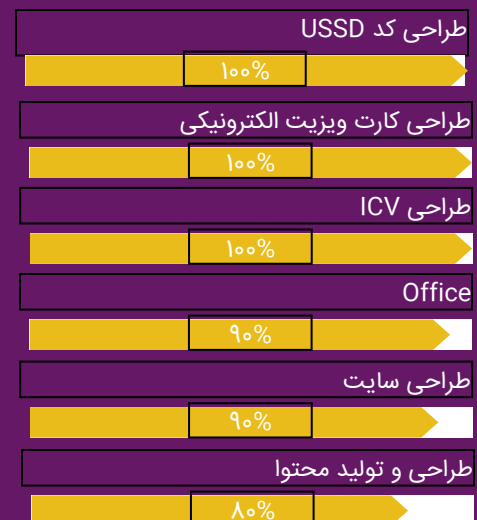 طراحی کد USSD
۱۰۰%
طراحی کارت ویزیت الکترونیکی
۱۰۰%
طراحی ICV
۱۰۰%
Office
۹۰%
طراحی سایت
۹۰%
طراحی و تولید محتوا
۸۰%